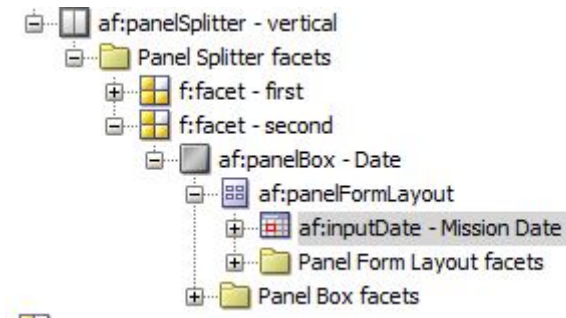 af:panelSplitter - vertical
Panel Splitter facets
f:facet - first
f:facet - second
af:panelBox - Date
af:panelFormLayout
af:inputDate - Mission Date
Panel Form Layout facets
Panel Box facets